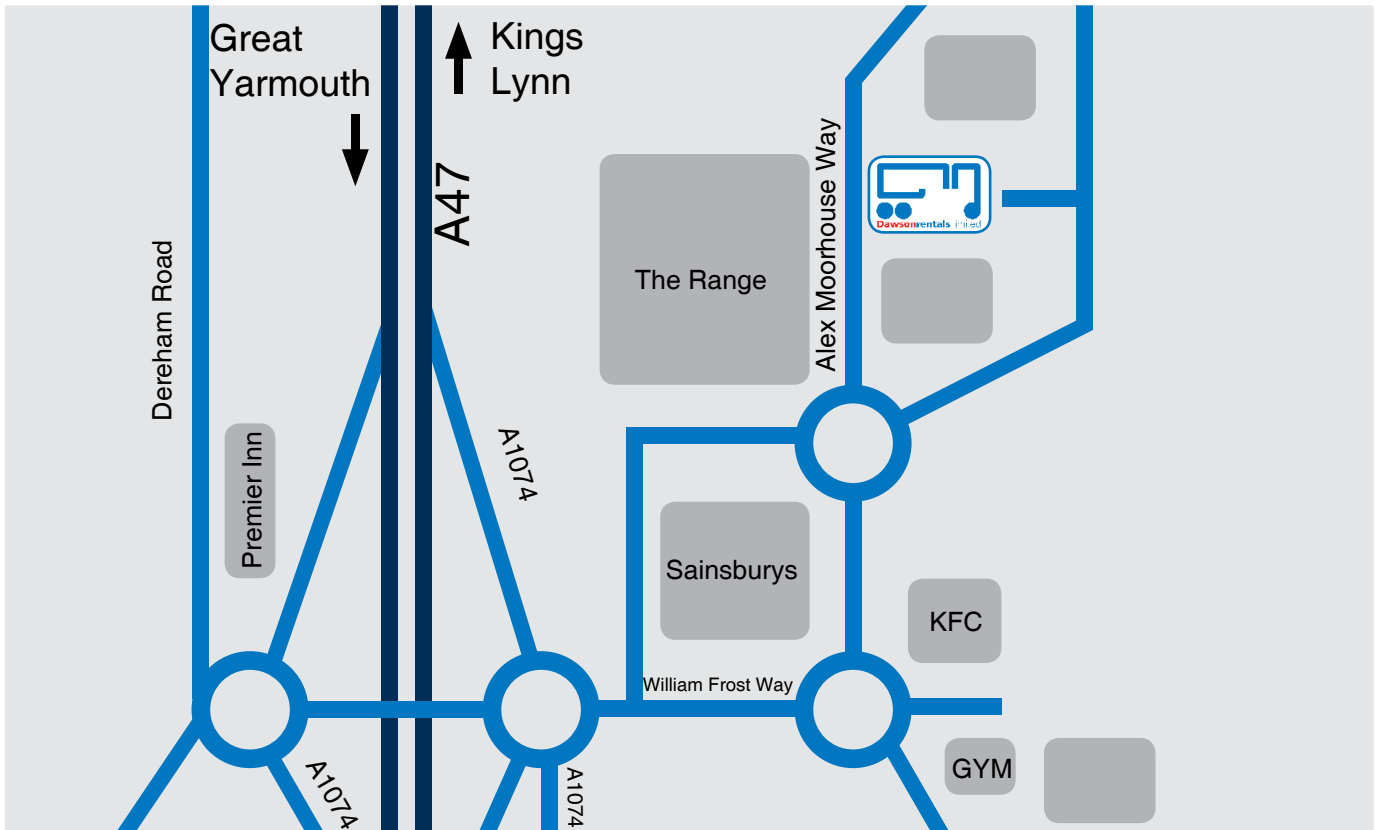 Great
Yarmouth
Kings
Lynn
A47
Alex Moorhouse Way
Dawsonrentals limited
The Range
Dereham Road
A1074
Premier Inn
Sainsburys
KFC
William Frost Way
A1074
A1074
GYM